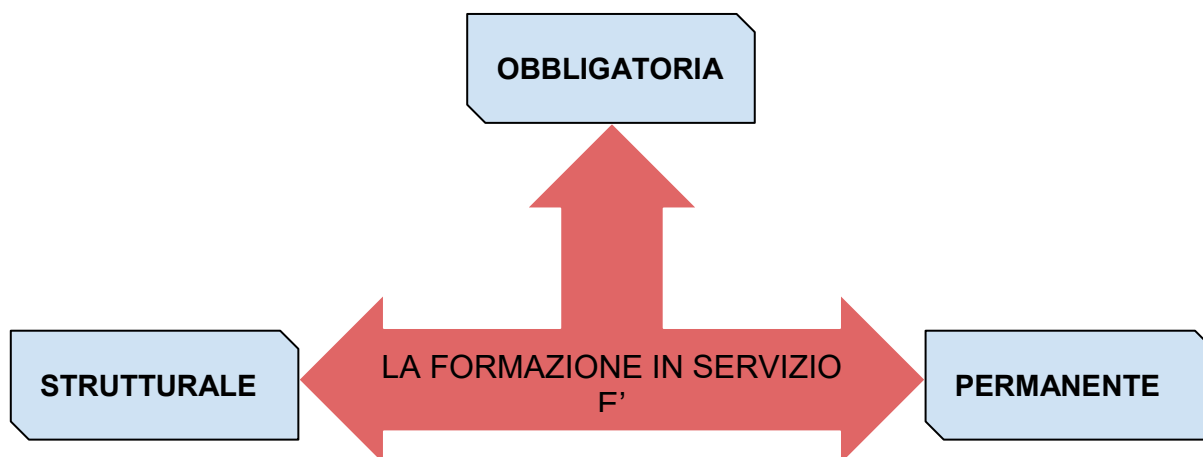 OBBLIGATORIA
STRUTTURALE
LA FORMAZIONE IN SERVIZIO
E’
PERMANENTE